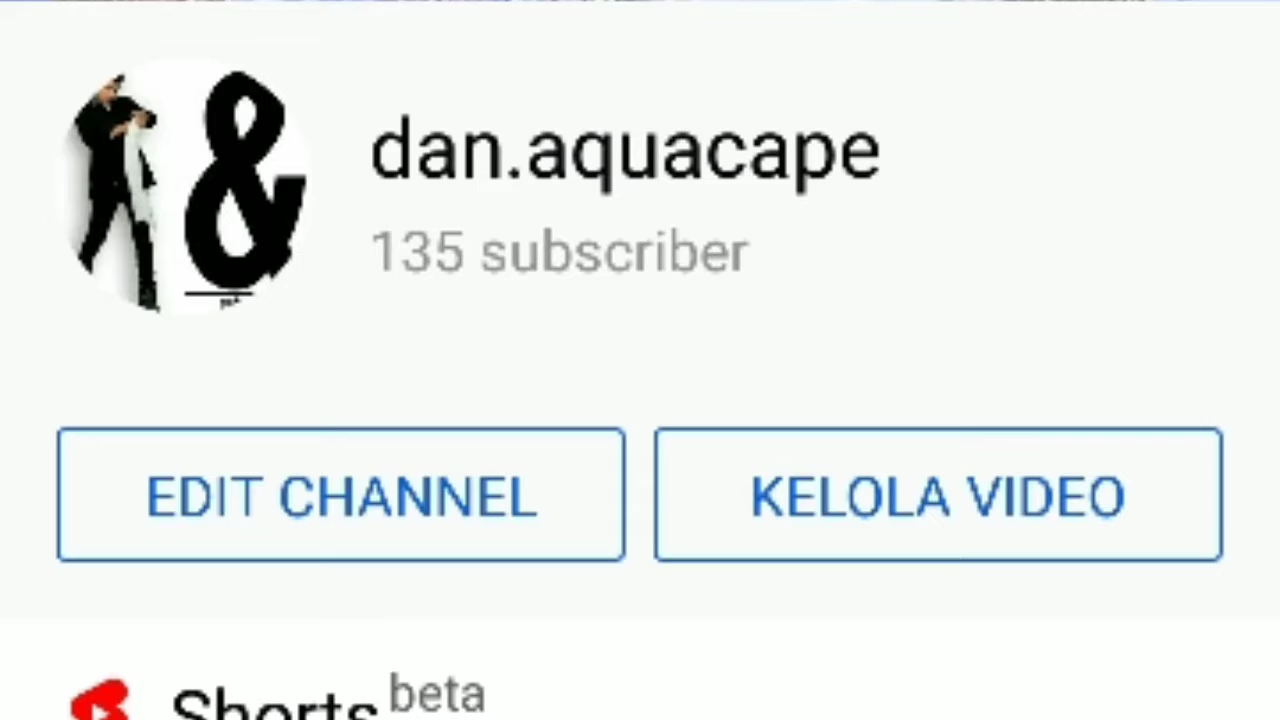 &
dan.aquacape
135 subscriber
EDIT CHANNEL
KELOLA VIDEO
Shorts beta